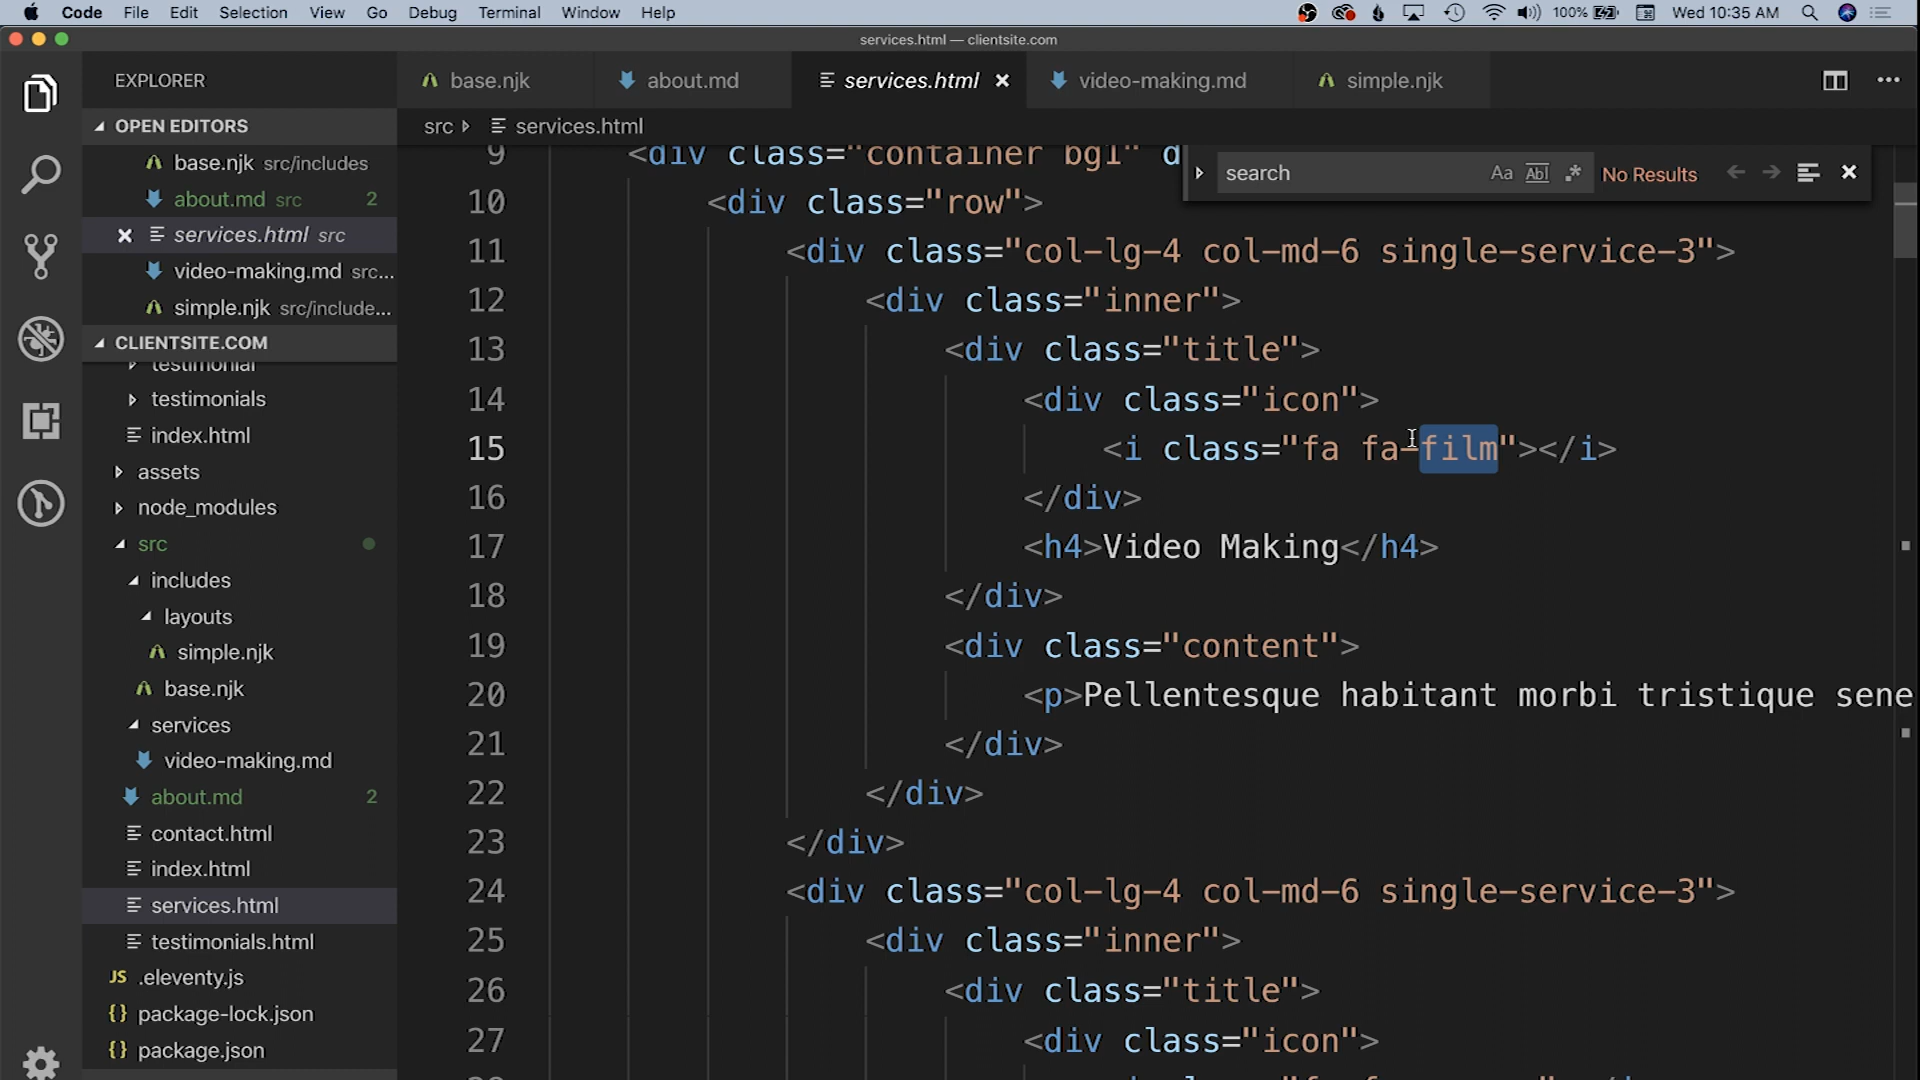 Code File Edit Selection View Go Debug Terminal Window Help 100% Wed 10:35 AM
services.html — clientsite.com
EXPLORER
base.njk about.md services.html video-making.md simple.njk
OPEN EDITORS
src services.html
base.njk src/includes
about.md src 2
services.html src
video-making.md src...
simple.njk src/include...
CLIENTSITE.COM
testimonial
testimonials
index.html
assets
node_modules
src
includes
layouts
simple.njk
base.njk
services
video-making.md
about.md 2
contact.html
index.html
services.html
testimonials.html
JS .eleventy.js
{} package-lock.json
{} package.json
search Aa Abl .* No Results
9 <div class="container bg1" d
10 <div class="row">
11 <div class="col-lg-4 col-md-6 single-service-3">
12 <div class="inner">
13 <div class="title">
14 <div class="icon">
15 <i class="fa fa-film"></i>
16 </div>
17 <h4>Video Making</h4>
18 </div>
19 <div class="content">
20 <p>Pellentesque habitant morbi tristique sene
21 </div>
22 </div>
23 </div>
24 <div class="col-lg-4 col-md-6 single-service-3">
25 <div class="inner">
26 <div class="title">
27 <div class="icon">